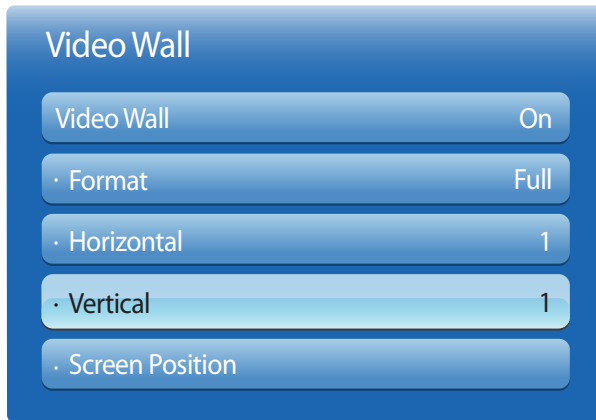 Video Wall
Video Wall On
· Format Full
· Horizontal 1
· Vertical 1
· Screen Position